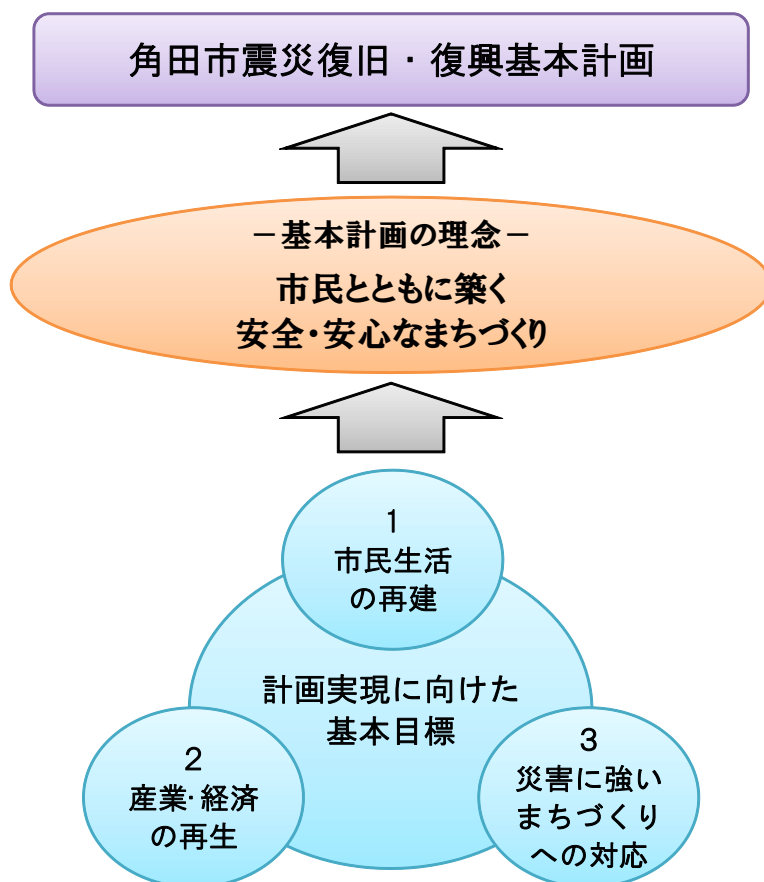 角田市震災復旧・復興基本計画
－基本計画の理念－
市民とともに築く
安全・安心なまちづくり
1
市民生活
の再建
計画実現に向けた
基本目標
2
産業・経済
の再生
3
災害に強い
まちづくり
への対応